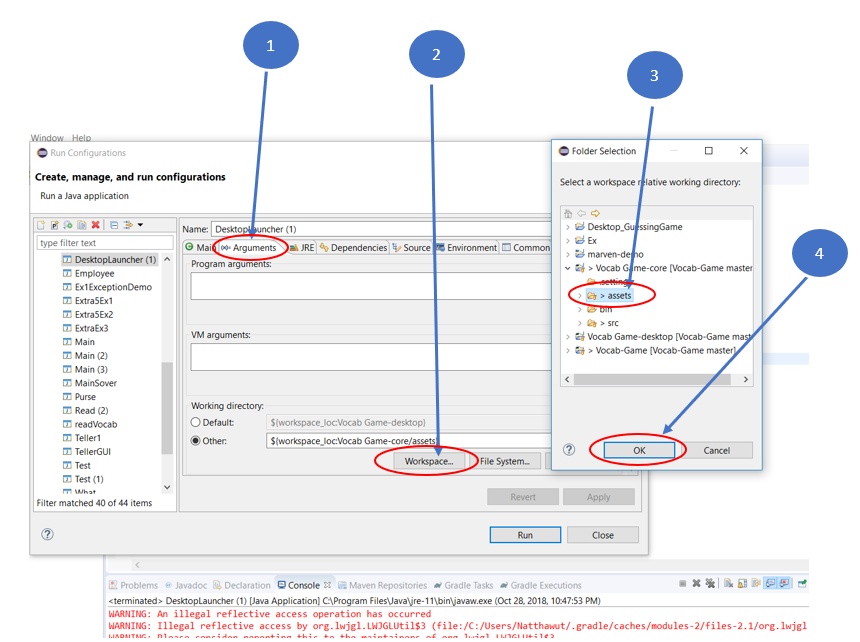 1
2
3
4
Window Help
Run Configurations
Create, manage, and run configurations
Run a Java application
type filter text
DesktopLauncher (1)
Employee
Ex1ExceptionDemo
Extra5Ex1
Extra5Ex2
ExtraEx3
Main
Main (2)
Main (3)
MainSover
Purse
Read (2)
readVocab
Teller1
TellerGUI
Test
Test (1)
What
Filter matched 40 of 44 items
Name: DesktopLauncher (1)
Main Arguments JRE Dependencies Source Environment Common
Program arguments:
VM arguments:
Working directory:
Default: ${workspace_loc:Vocab Game-desktop}
Other: ${workspace_loc:Vocab Game-core/assets}
Workspace... File System...
Revert Apply
Run Close
Folder Selection
Select a workspace relative working directory:
Desktop_GuessingGame
Ex
marven-demo
> Vocab Game-core [Vocab-Game master
.settings
> assets
bin
> src
Vocab Game-desktop [Vocab-Game mast
> Vocab-Game [Vocab-Game master]
OK Cancel
Problems Javadoc Declaration Console Maven Repositories Gradle Tasks Gradle Executions
<terminated> DesktopLauncher (1) [Java Application] C:\Program Files\Java\jre-11\bin\javaw.exe (Oct 28, 2018, 10:47:53 PM)
WARNING: An illegal reflective access operation has occurred
WARNING: Illegal reflective access by org.lwjgl.LWJGLUtil$3 (file:/C:/Users/Natthawut/.gradle/caches/modules-2/files-2.1/org.lwjgl
WARNING: Please consider reporting this to the maintainers of org.lwjgl.LWJGLUtil$3